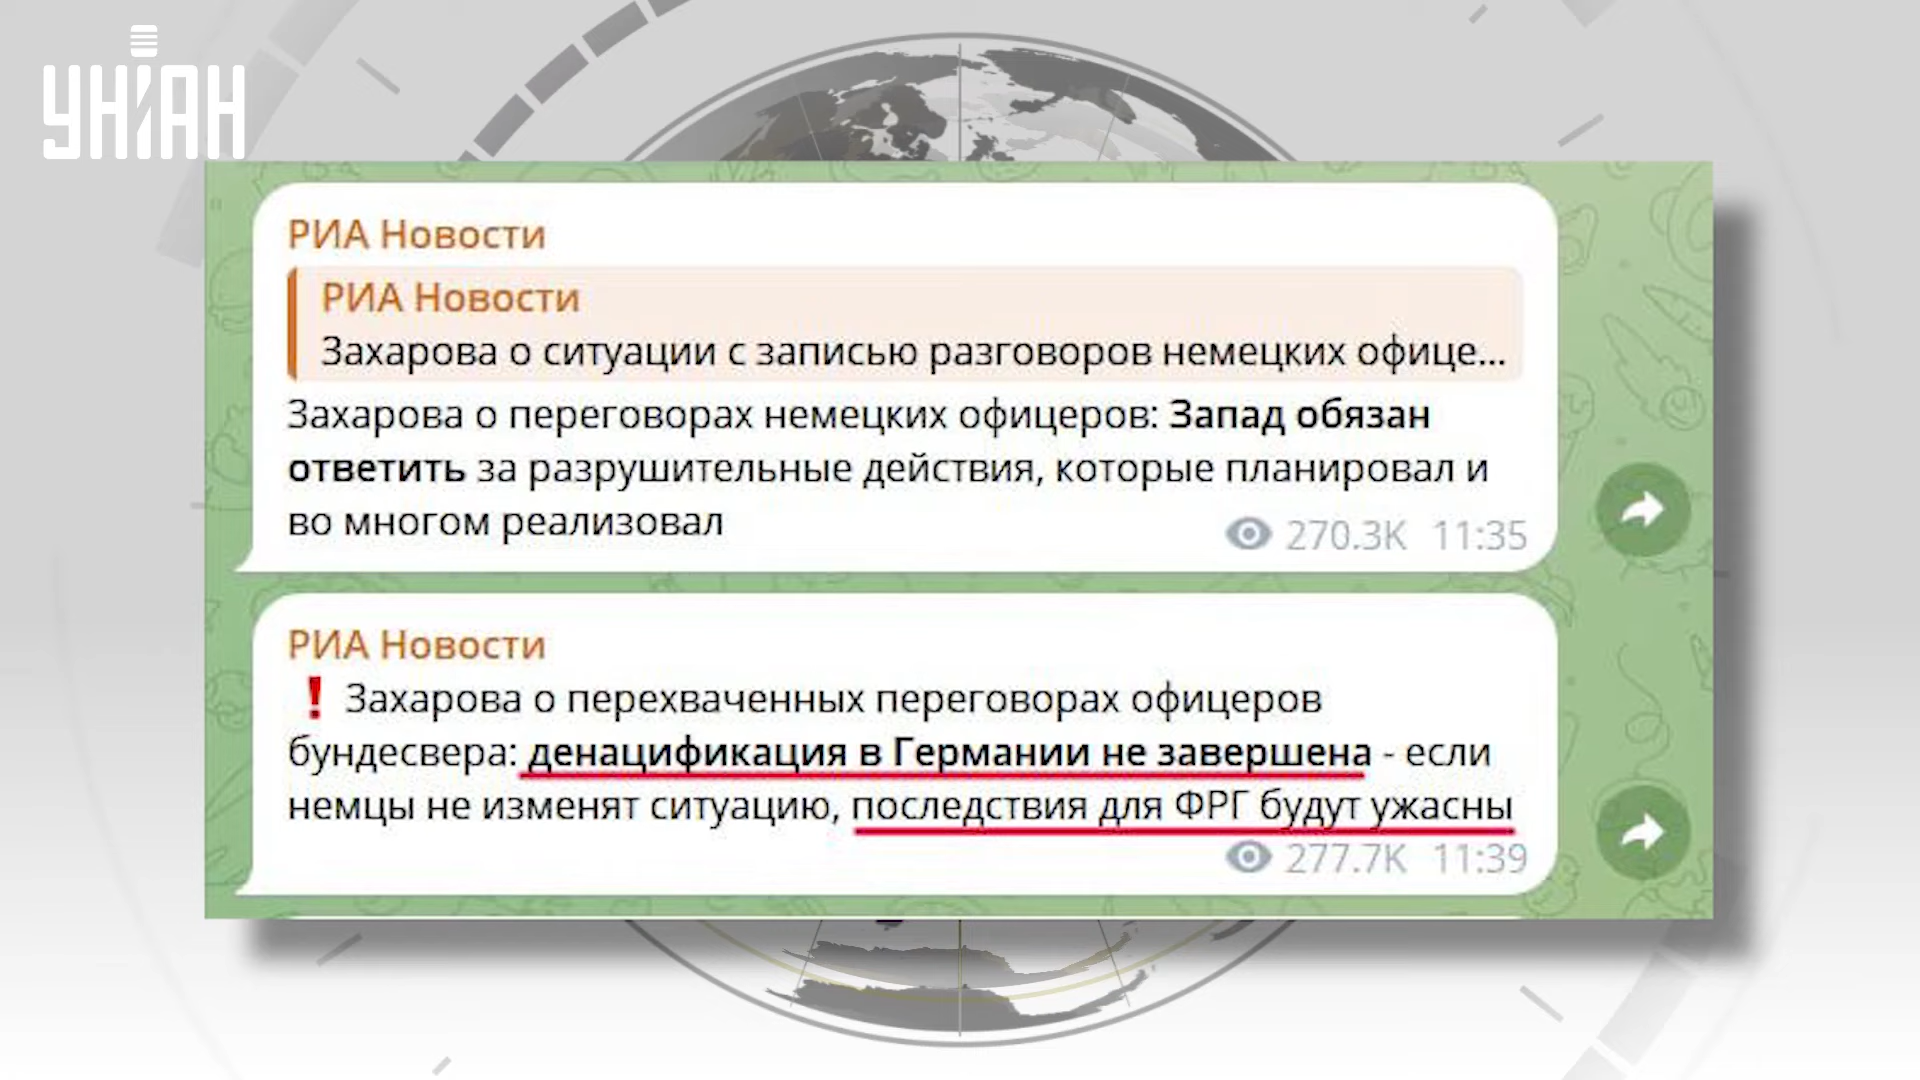 УНІАН
РИА Новости
РИА Новости
Захарова о ситуации с записью разговоров немецких офице...
Захарова о переговорах немецких офицеров: Запад обязан
ответить за разрушительные действия, которые планировал и
во многом реализовал
270.3K 11:35
РИА Новости
❗ Захарова о перехваченных переговорах офицеров
бундесвера: денацификация в Германии не завершена - если
немцы не изменят ситуацию, последствия для ФРГ будут ужасны
277.7K 11:39